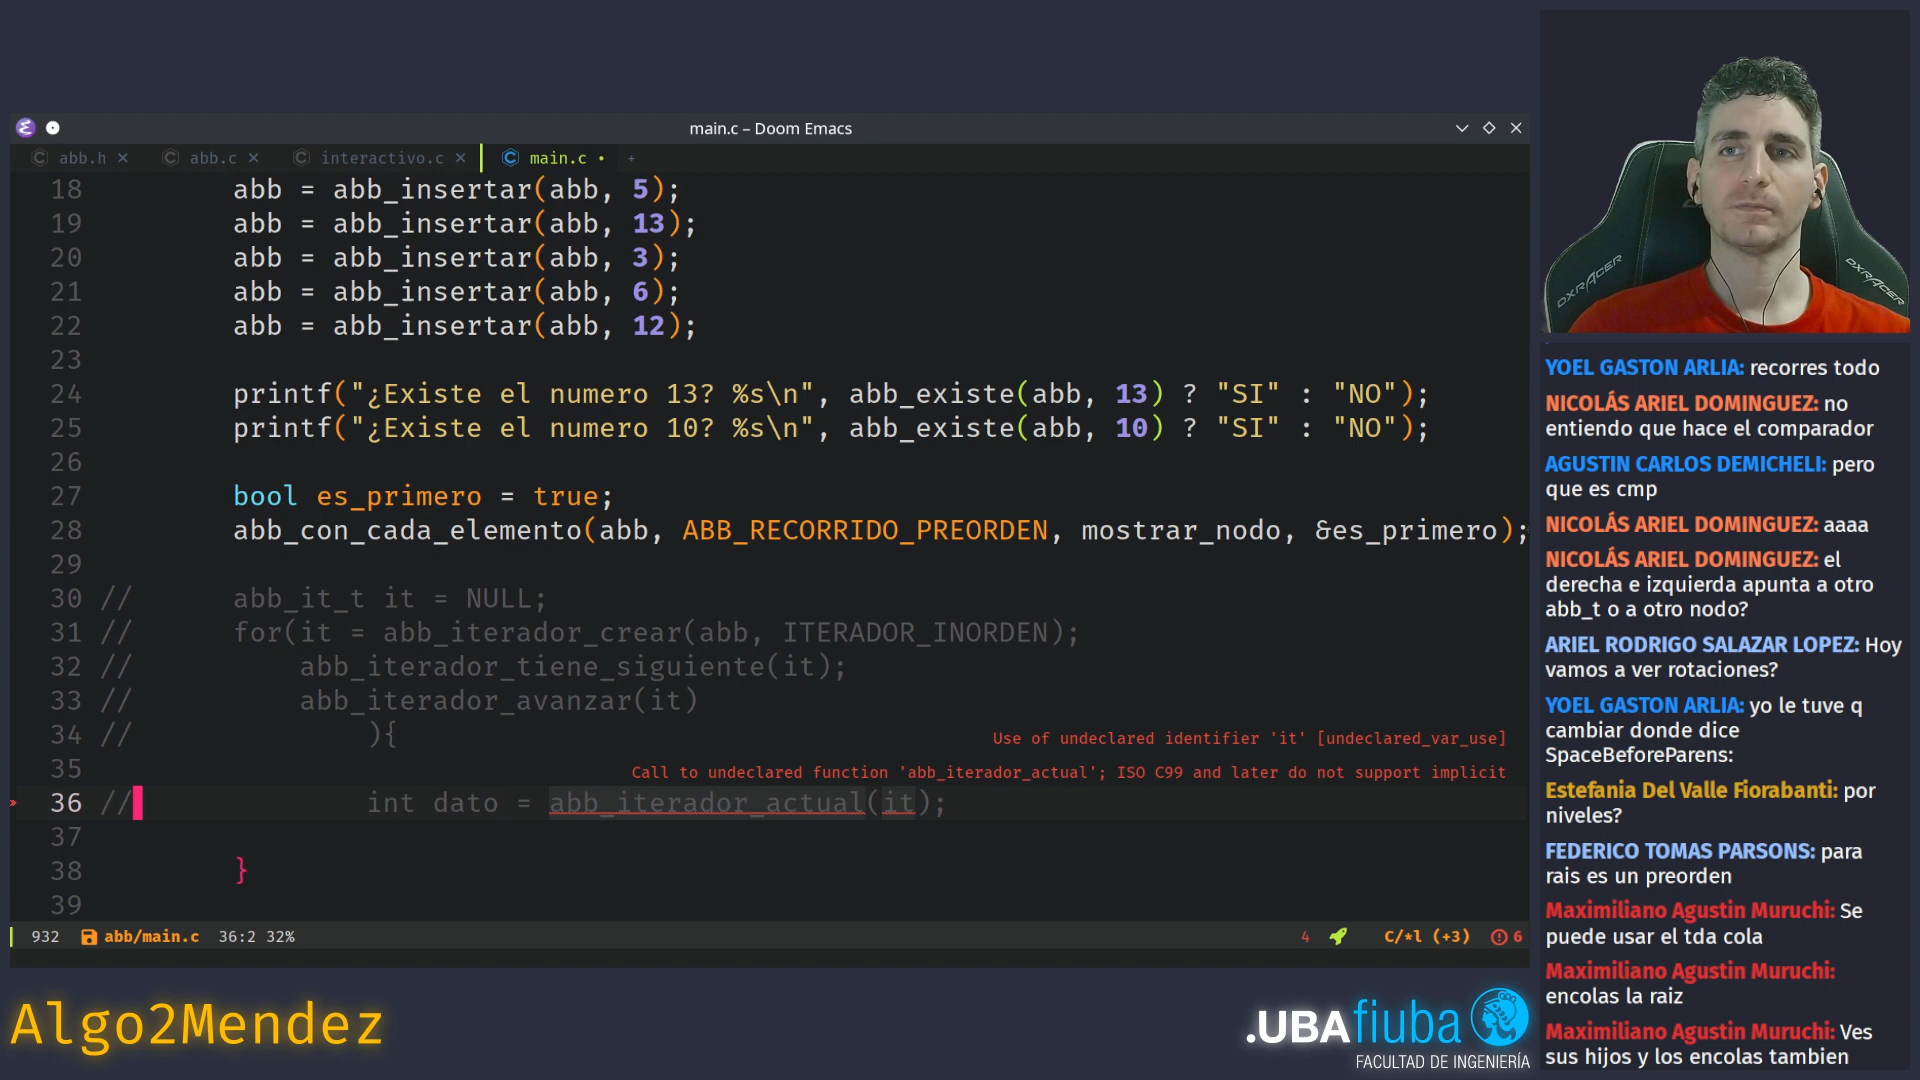 main.c – Doom Emacs
abb.h × abb.c × interactivo.c × main.c • +
18 abb = abb_insertar(abb, 5);
19 abb = abb_insertar(abb, 13);
20 abb = abb_insertar(abb, 3);
21 abb = abb_insertar(abb, 6);
22 abb = abb_insertar(abb, 12);
23
24 printf("¿Existe el numero 13? %s\n", abb_existe(abb, 13) ? "SI" : "NO");
25 printf("¿Existe el numero 10? %s\n", abb_existe(abb, 10) ? "SI" : "NO");
26
27 bool es_primero = true;
28 abb_con_cada_elemento(abb, ABB_RECORRIDO_PREORDEN, mostrar_nodo, &es_primero);
29
30 // abb_it_t it = NULL;
31 // for(it = abb_iterador_crear(abb, ITERADOR_INORDEN);
32 // abb_iterador_tiene_siguiente(it);
33 // abb_iterador_avanzar(it)
34 // ){
Use of undeclared identifier 'it' [undeclared_var_use]
35
Call to undeclared function 'abb_iterador_actual'; ISO C99 and later do not support implicit
36 // int dato = abb_iterador_actual(it);
37
38 }
39
932 abb/main.c 36:2 32% 4 C/*l (+3) 6
Algo2Mendez
.UBAfiuba
FACULTAD DE INGENIERÍA
DXRACER
DXRACER
YOEL GASTON ARLIA: recorres todo
NICOLÁS ARIEL DOMINGUEZ: no
entiendo que hace el comparador
AGUSTIN CARLOS DEMICHELI: pero
que es cmp
NICOLÁS ARIEL DOMINGUEZ: aaaa
NICOLÁS ARIEL DOMINGUEZ: el
derecha e izquierda apunta a otro
abb_t o a otro nodo?
ARIEL RODRIGO SALAZAR LOPEZ: Hoy
vamos a ver rotaciones?
YOEL GASTON ARLIA: yo le tuve q
cambiar donde dice
SpaceBeforeParens:
Estefania Del Valle Fiorabanti: por
niveles?
FEDERICO TOMAS PARSONS: para
rais es un preorden
Maximiliano Agustin Muruchi: Se
puede usar el tda cola
Maximiliano Agustin Muruchi:
encolas la raiz
Maximiliano Agustin Muruchi: Ves
sus hijos y los encolas tambien